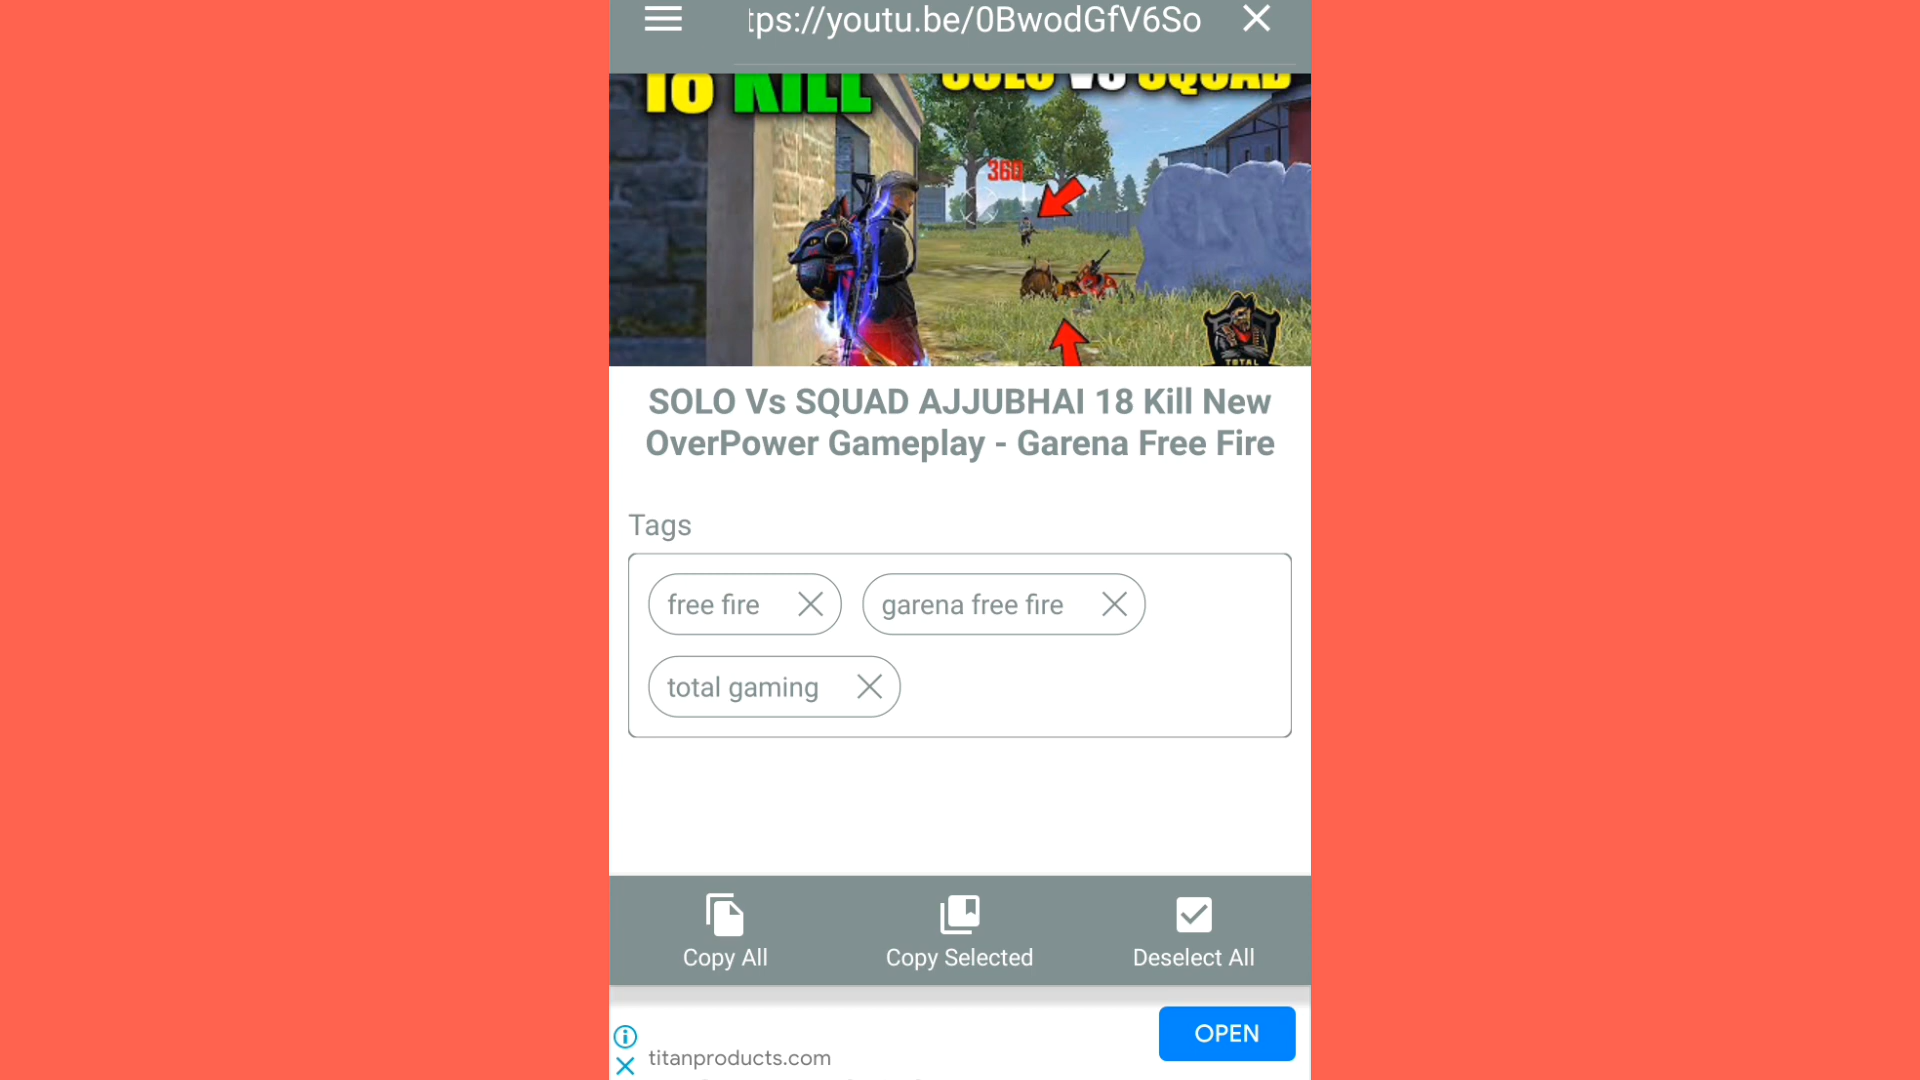 tps://youtu.be/0BwodGfV6So
18 KILL
SOLO VS SQUAD
360
TOTAL
SOLO Vs SQUAD AJJUBHAI 18 Kill New
OverPower Gameplay - Garena Free Fire
Tags
free fire
garena free fire
total gaming
Copy All
Copy Selected
Deselect All
OPEN
titanproducts.com